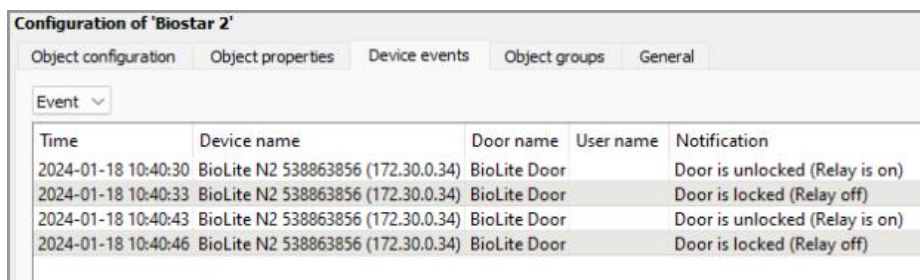 Configuration of 'Biostar 2'
Object configuration Object properties Device events Object groups General
Event
Time Device name Door name User name Notification
2024-01-18 10:40:30 BioLite N2 538863856 (172.30.0.34) BioLite Door Door is unlocked (Relay is on)
2024-01-18 10:40:33 BioLite N2 538863856 (172.30.0.34) BioLite Door Door is locked (Relay off)
2024-01-18 10:40:43 BioLite N2 538863856 (172.30.0.34) BioLite Door Door is unlocked (Relay is on)
2024-01-18 10:40:46 BioLite N2 538863856 (172.30.0.34) BioLite Door Door is locked (Relay off)